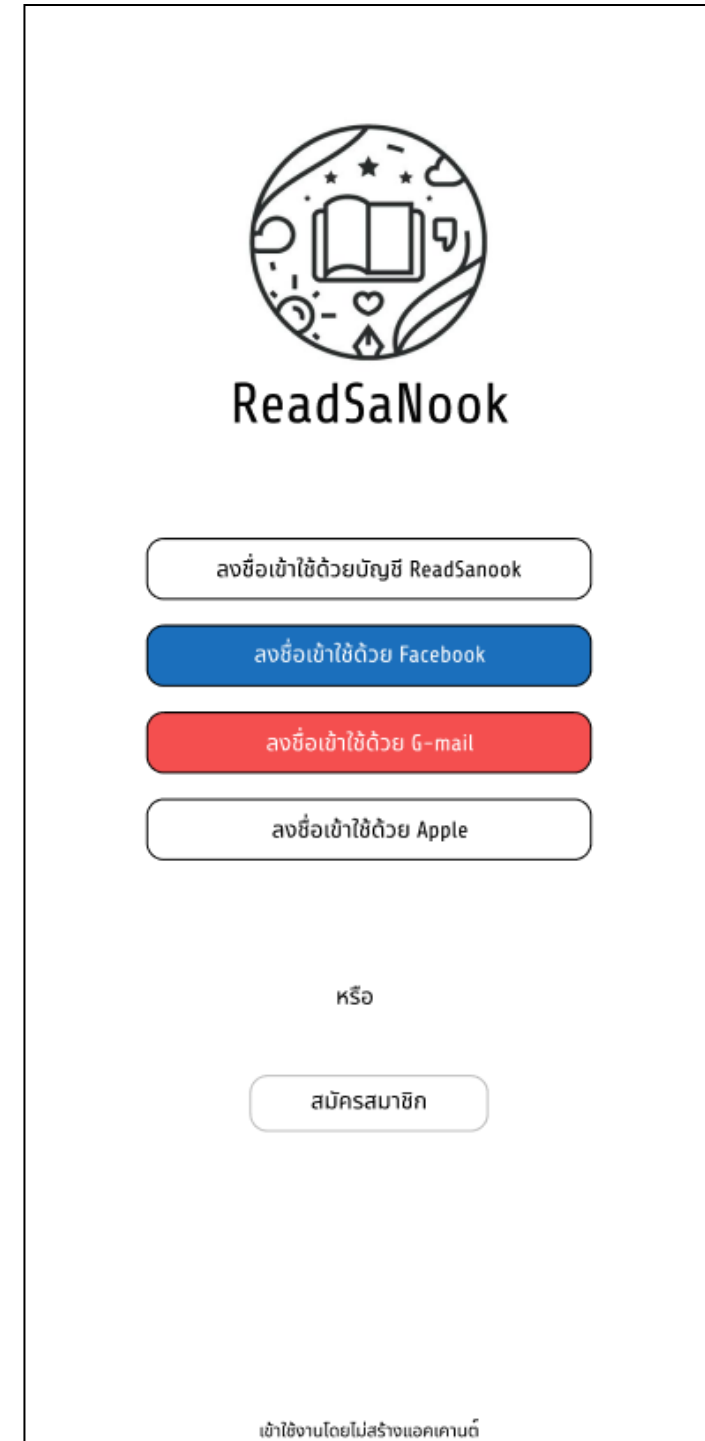 ReadSaNook
ลงชื่อเข้าใช้ด้วยบัญชี ReadSanook
ลงชื่อเข้าใช้ด้วย Facebook
ลงชื่อเข้าใช้ด้วย G-mail
ลงชื่อเข้าใช้ด้วย Apple
หรือ
สมัครสมาชิก
เข้าใช้งานโดยไม่สร้างแอคเคานต์